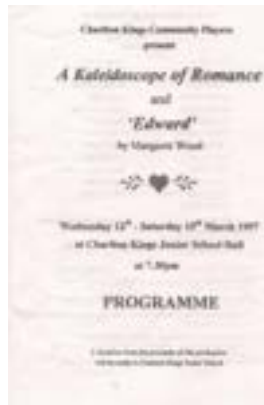 Charlton Kings Community Players
present
A Kaleidoscope of Romance
and
'Edward'
by Margaret Wood
Wednesday 12th - Saturday 15th March 1997
at Charlton Kings Junior School Hall
at 7.30pm
PROGRAMME